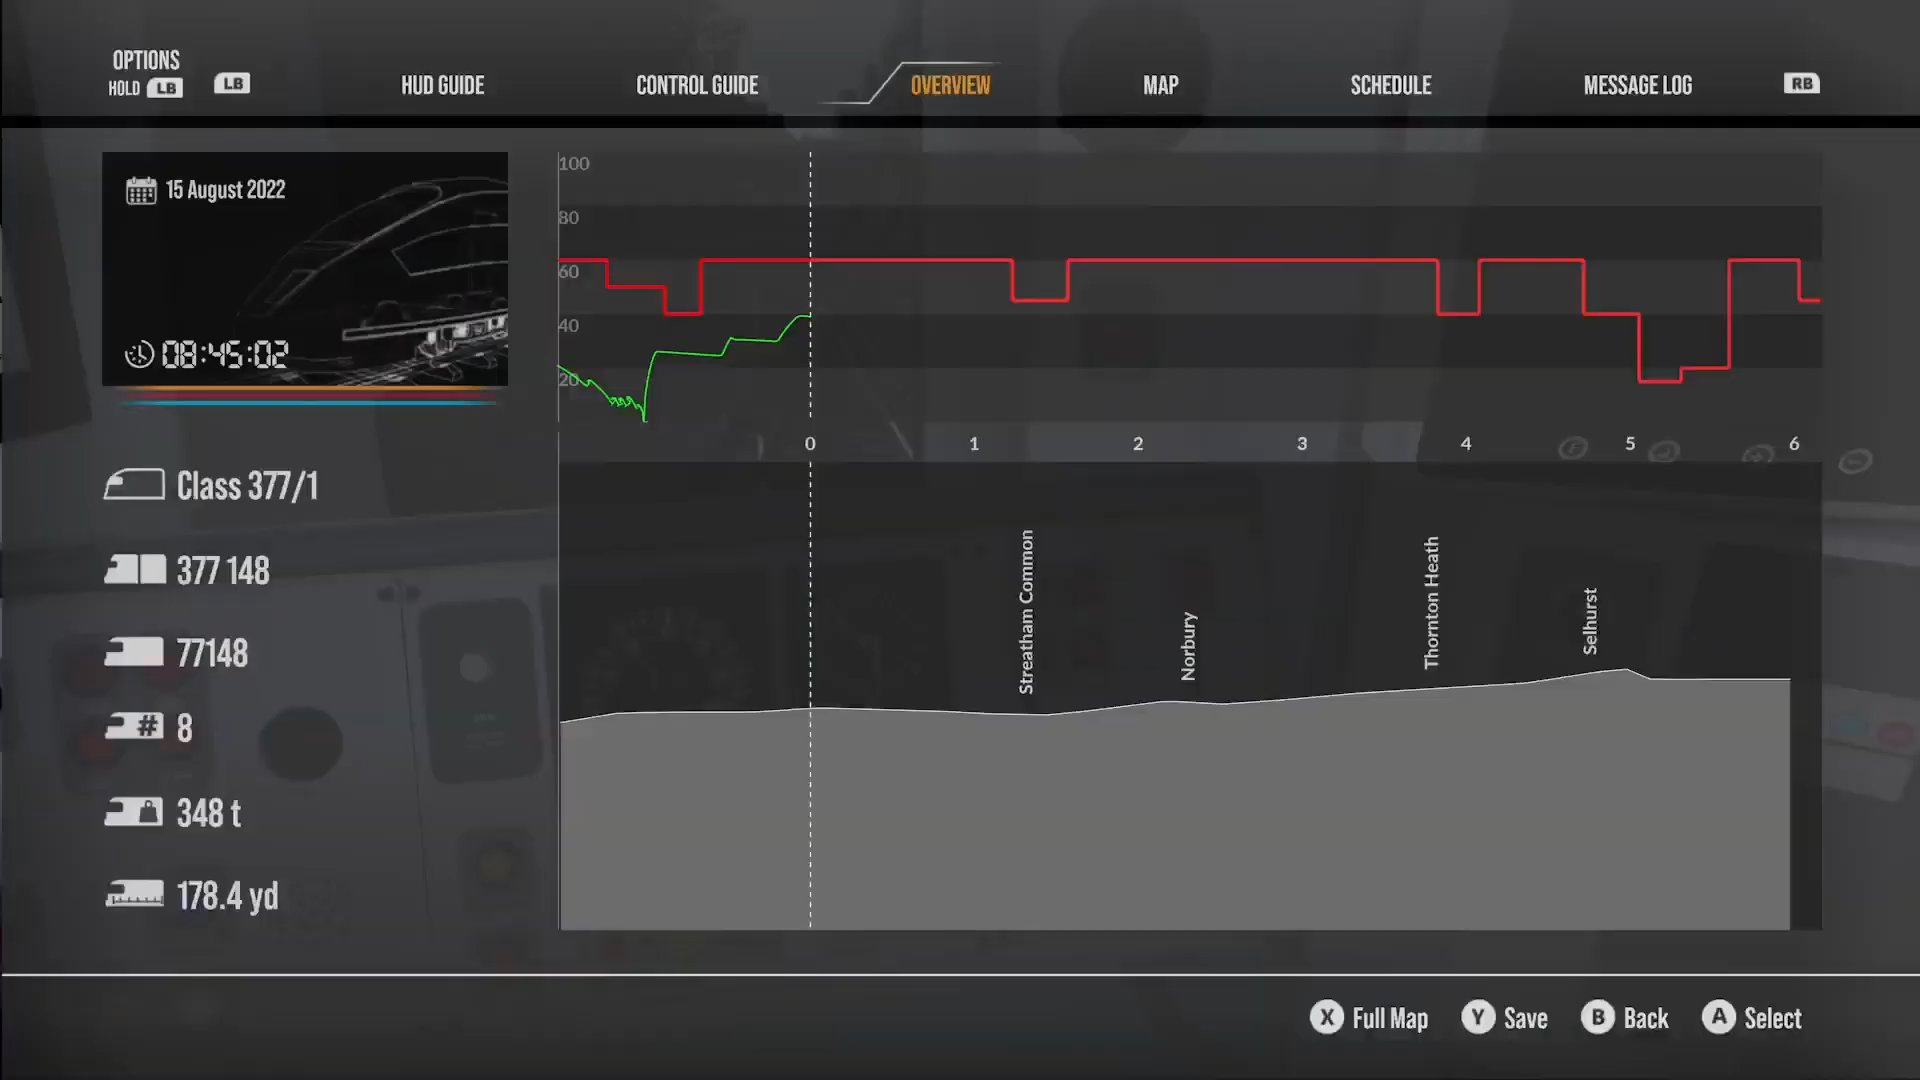 OPTIONS
HOLD LB
LB
HUD GUIDE
CONTROL GUIDE
OVERVIEW
MAP
SCHEDULE
MESSAGE LOG
RB
15 August 2022
08:45:02
Class 377/1
377 148
77148
# 8
348 t
178.4 yd
100
80
60
40
20
0 1 2 3 4 5 6
Streatham Common
Norbury
Thornton Heath
Selhurst
X Full Map
Y Save
B Back
A Select